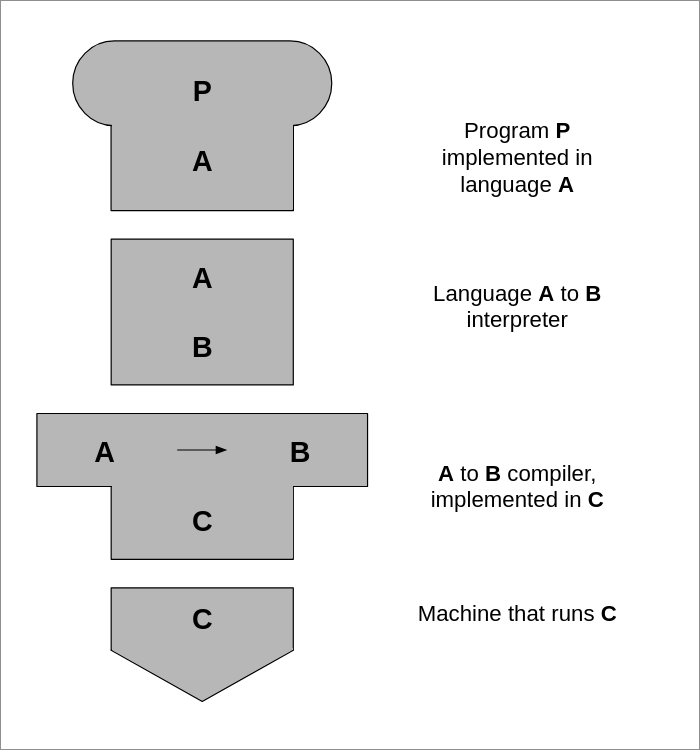 P
A
Program P
implemented in
language A
A
B
Language A to B
interpreter
A B
C
A to B compiler,
implemented in C
C
Machine that runs C